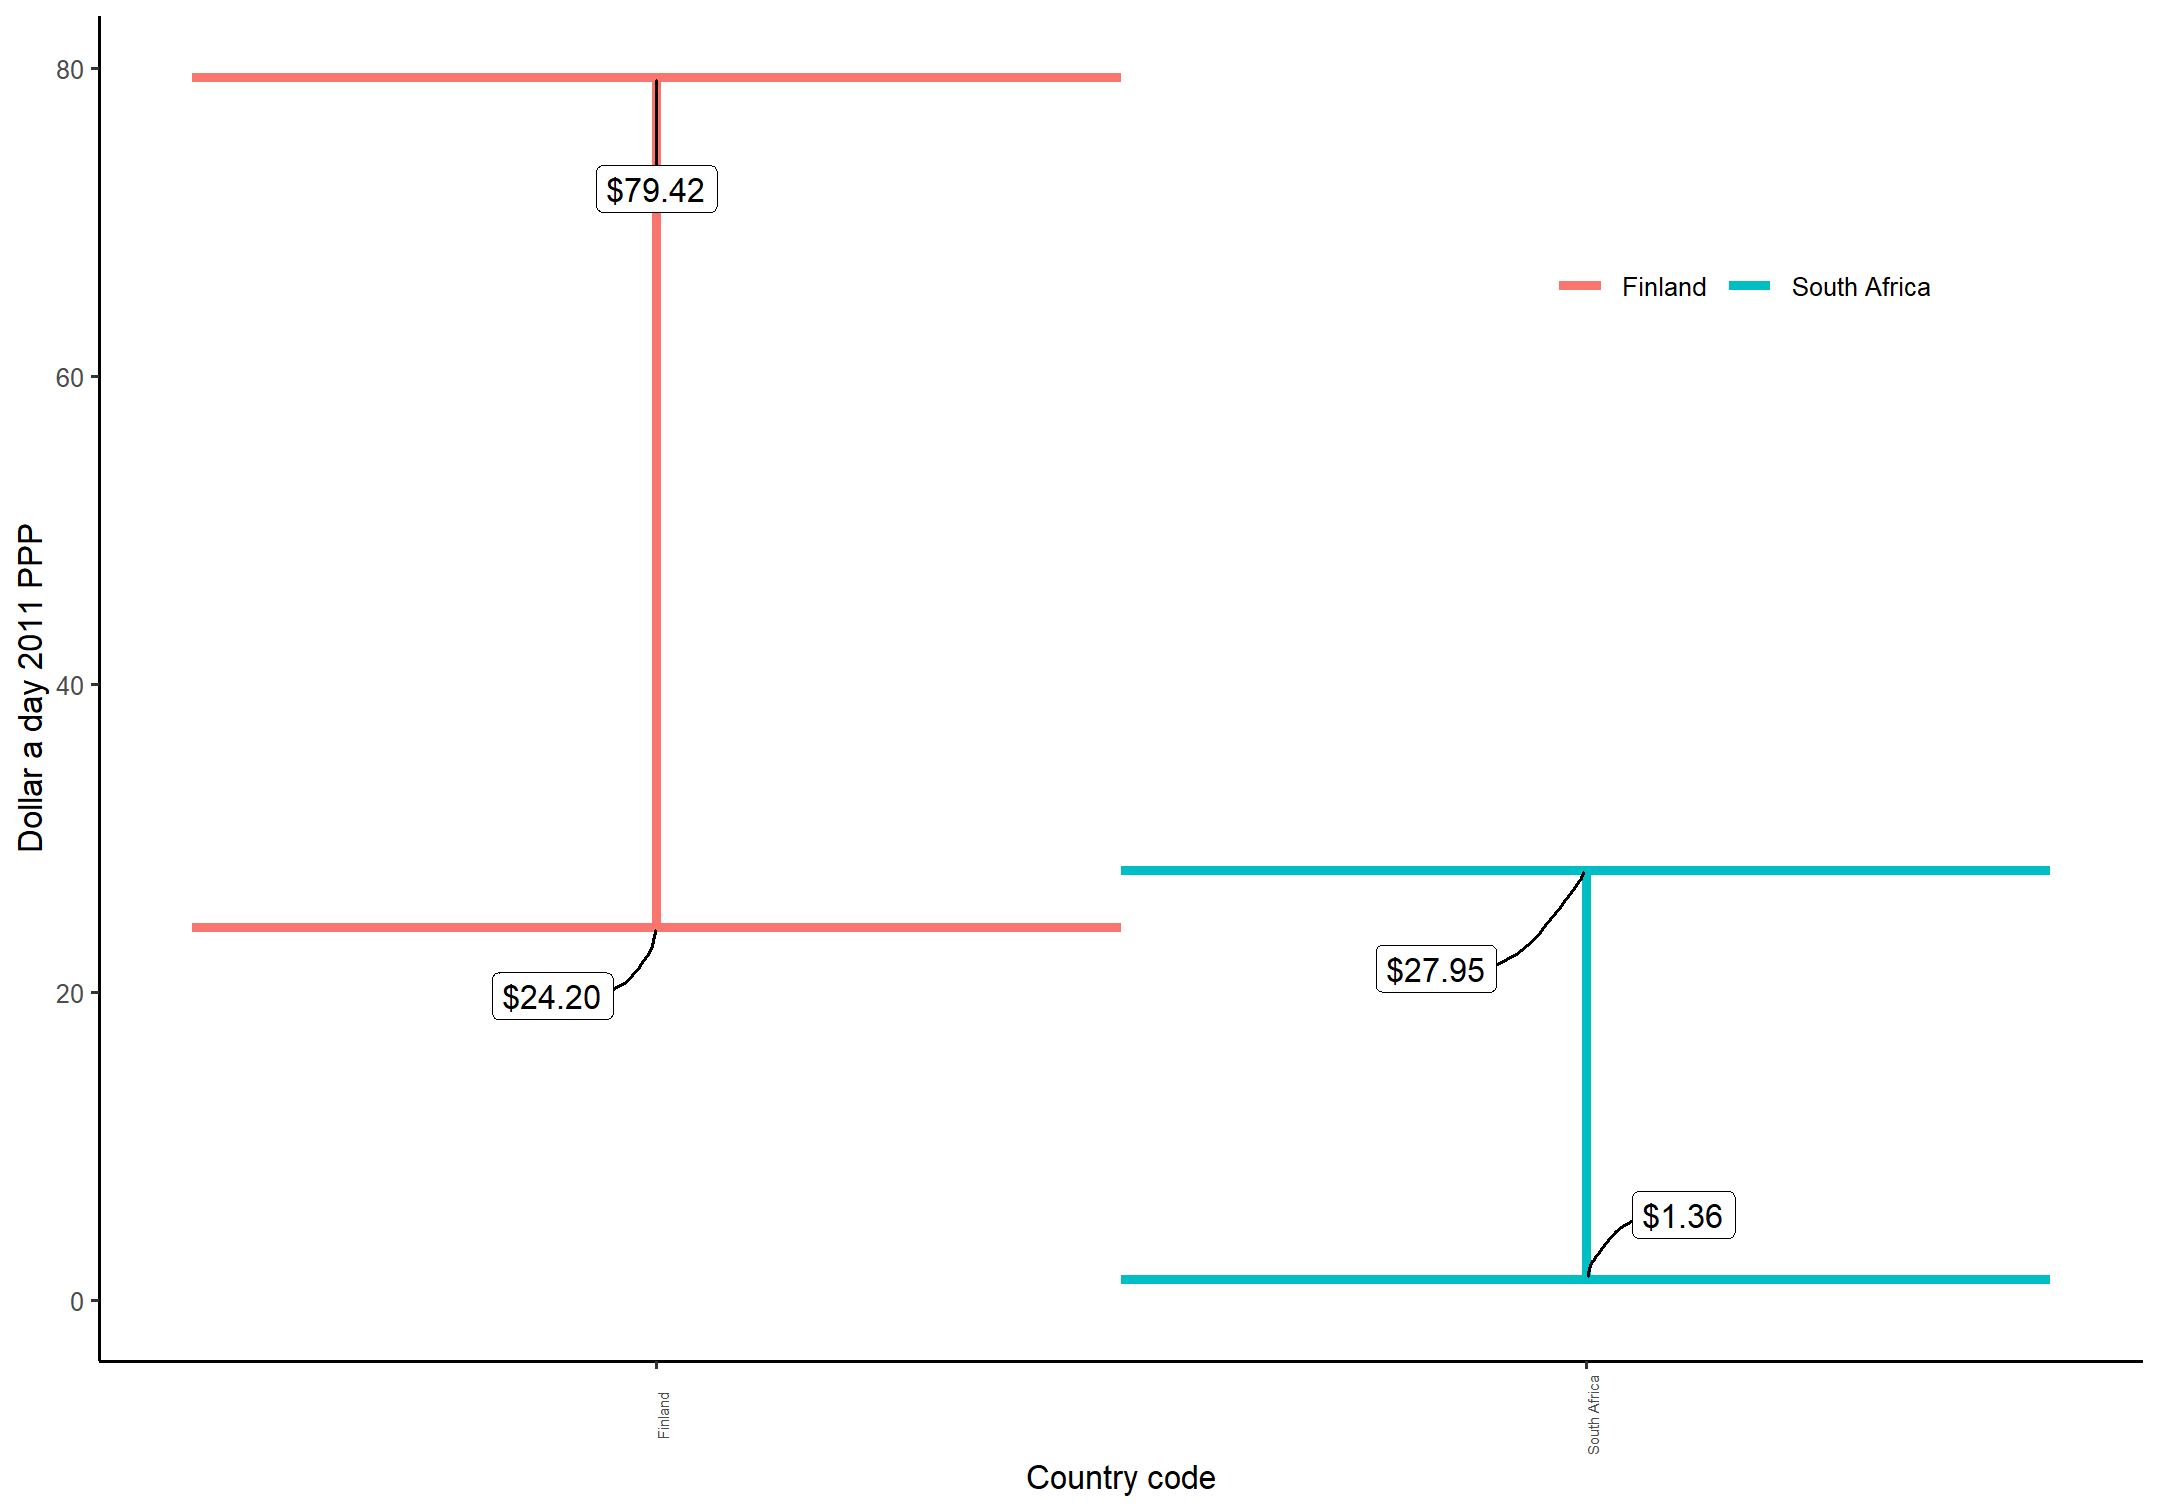 80
60
40
20
0
Dollar a day 2011 PPP
$79.42
Finland South Africa
$24.20
$27.95
$1.36
Finland
South Africa
Country code